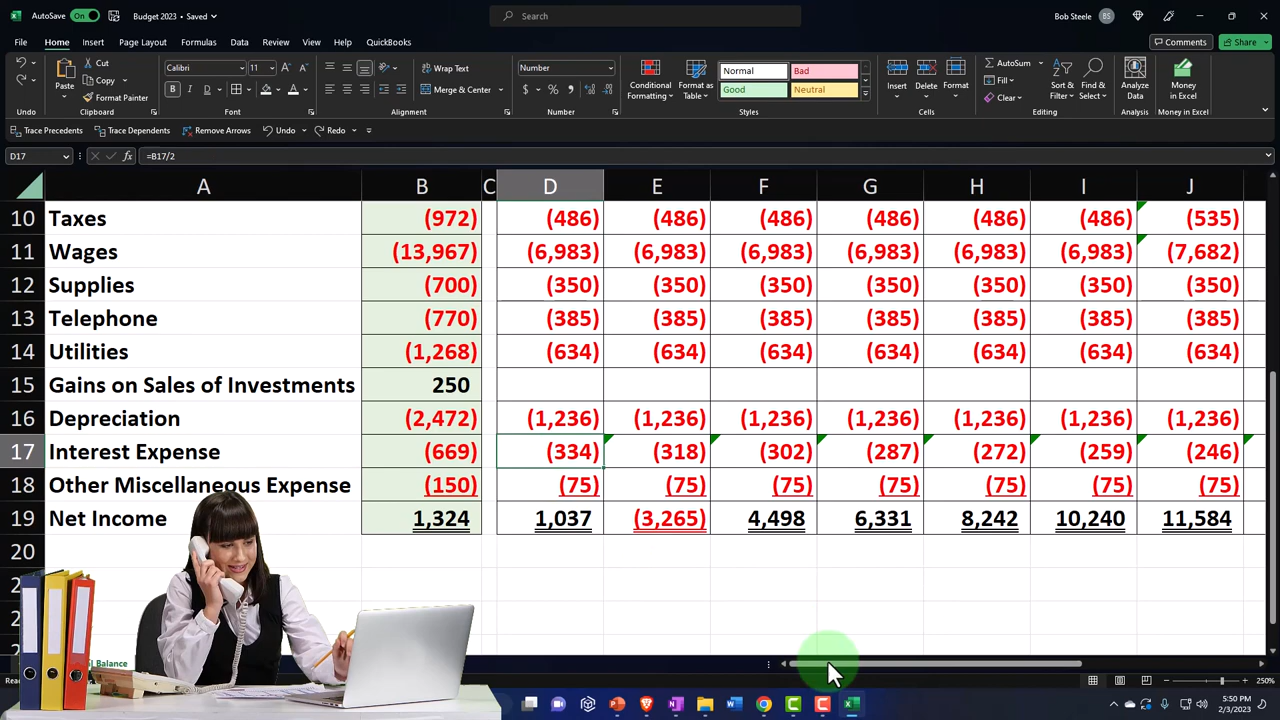 AutoSave On Budget 2023 • Saved Search Bob Steele BS
File Home Insert Page Layout Formulas Data Review View Help QuickBooks Comments Share
Cut Calibri 11 Wrap Text Number Normal Bad AutoSum
Paste Copy Conditional Formatting Format as Table Insert Delete Format Fill Sort & Filter Find & Select Analyze Data Money in Excel
Format Painter B I D Merge & Center $ % Good Neutral Clear
Undo Clipboard Font Alignment Number Styles Cells Editing Analysis Money in Excel
Trace Precedents Trace Dependents Remove Arrows Undo Redo
D17 fx =B17/2
A B C D E F G H I J
10 Taxes (972) (486) (486) (486) (486) (486) (486) (535)
11 Wages (13,967) (6,983) (6,983) (6,983) (6,983) (6,983) (6,983) (7,682)
12 Supplies (700) (350) (350) (350) (350) (350) (350) (350)
13 Telephone (770) (385) (385) (385) (385) (385) (385) (385)
14 Utilities (1,268) (634) (634) (634) (634) (634) (634) (634)
15 Gains on Sales of Investments 250
16 Depreciation (2,472) (1,236) (1,236) (1,236) (1,236) (1,236) (1,236) (1,236)
17 Interest Expense (669) (334) (318) (302) (287) (272) (259) (246)
18 Other Miscellaneous Expense (150) (75) (75) (75) (75) (75) (75) (75)
19 Net Income 1,324 1,037 (3,265) 4,498 6,331 8,242 10,240 11,584
20
Balance
250%
5:50 PM
2/3/2023